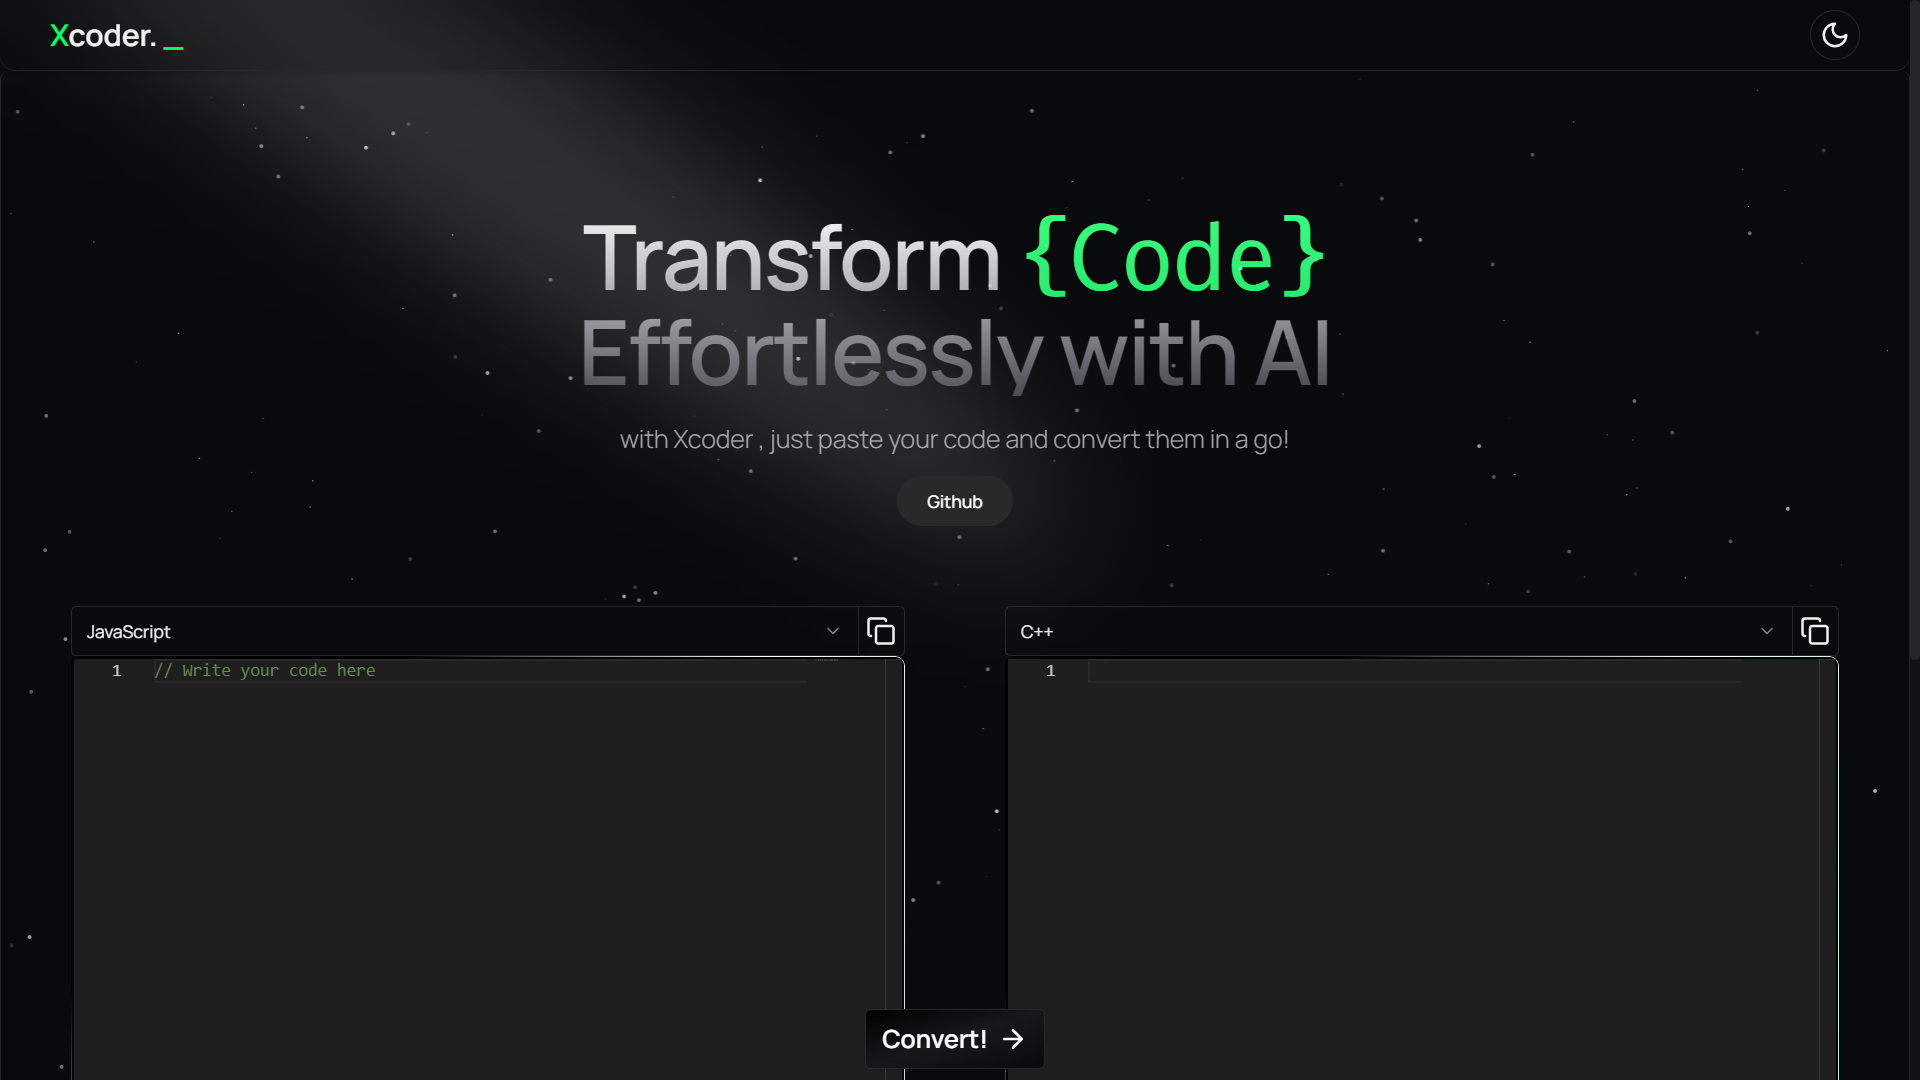 Xcoder. _
Transform {Code}
Effortlessly with AI
with Xcoder , just paste your code and convert them in a go!
Github
JavaScript
C++
1 // Write your code here
1
Convert!